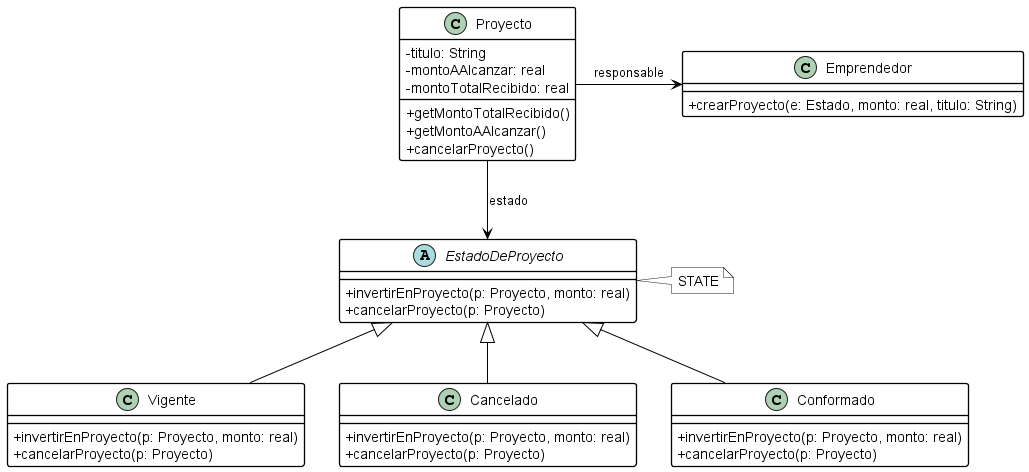 C Proyecto
-titulo: String
-montoAAlcanzar: real
-montoTotalRecibido: real
+getMontoTotalRecibido()
+getMontoAAlcanzar()
+cancelarProyecto()
responsable
C Emprendedor
+crearProyecto(e: Estado, monto: real, titulo: String)
estado
A EstadoDeProyecto
+invertirEnProyecto(p: Proyecto, monto: real)
+cancelarProyecto(p: Proyecto)
STATE
C Vigente
+invertirEnProyecto(p: Proyecto, monto: real)
+cancelarProyecto(p: Proyecto)
C Cancelado
+invertirEnProyecto(p: Proyecto, monto: real)
+cancelarProyecto(p: Proyecto)
C Conformado
+invertirEnProyecto(p: Proyecto, monto: real)
+cancelarProyecto(p: Proyecto)